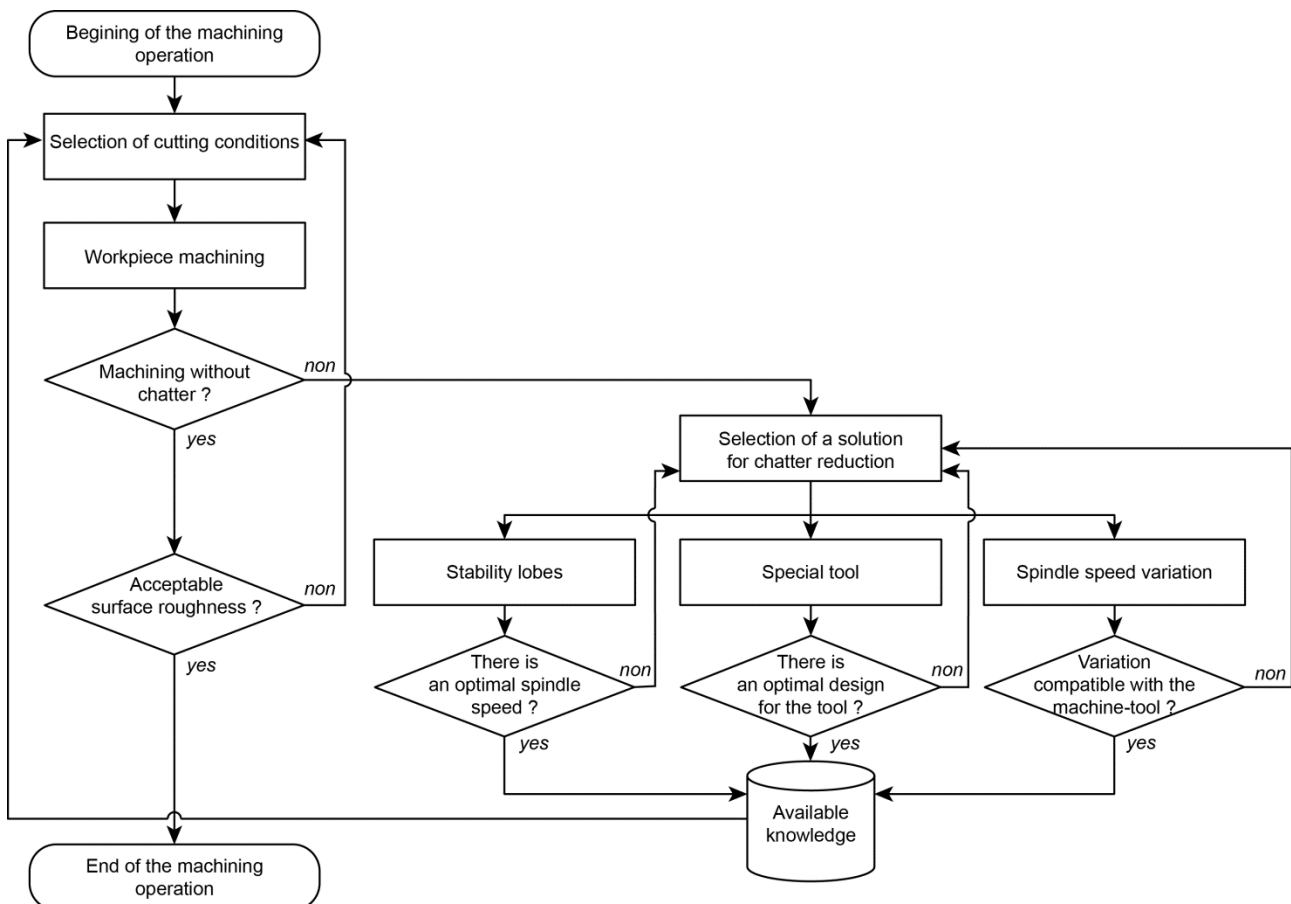 Begining of the machining
operation
Selection of cutting conditions
Workpiece machining
Machining without
chatter ?
non
yes
Acceptable
surface roughness ?
non
yes
End of the machining
operation
Selection of a solution
for chatter reduction
Stability lobes
Special tool
Spindle speed variation
There is
an optimal spindle
speed ?
non
yes
There is
an optimal design
for the tool ?
non
yes
Variation
compatible with the
machine-tool ?
non
yes
Available
knowledge